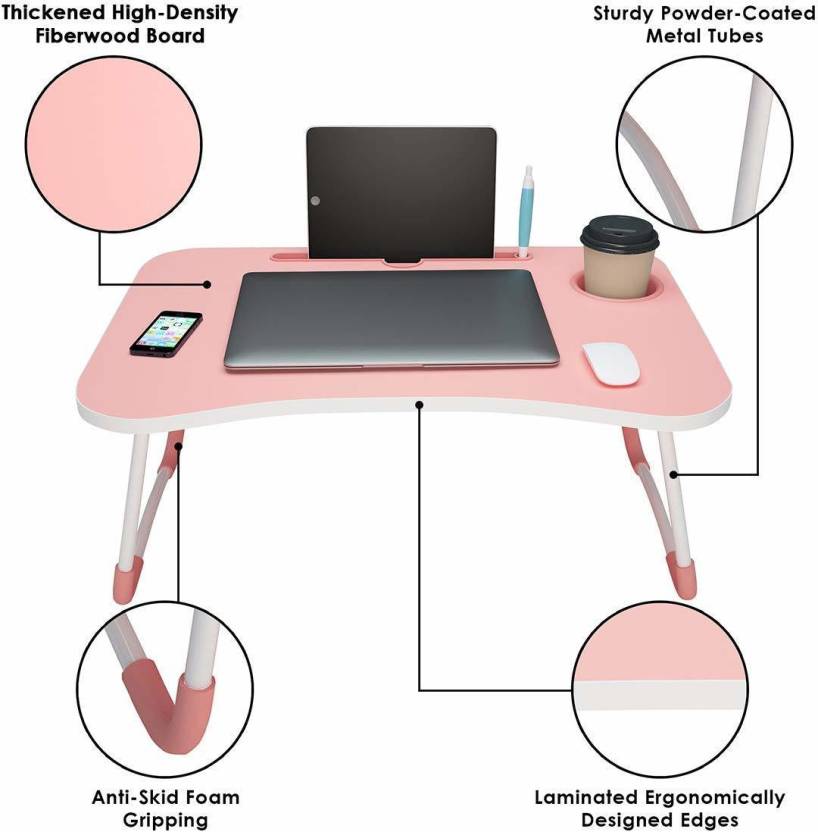 Thickened High-Density
Fiberwood Board
Sturdy Powder-Coated
Metal Tubes
Anti-Skid Foam
Gripping
Laminated Ergonomically
Designed Edges